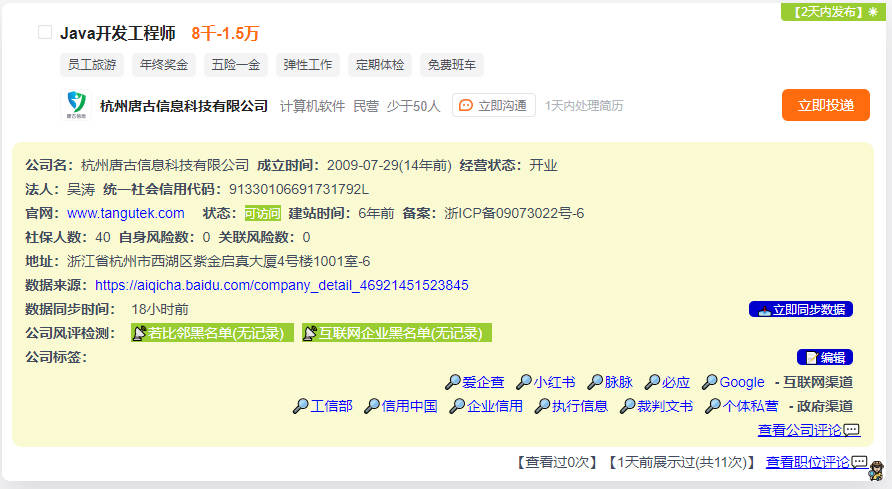 【2天内发布】
Java开发工程师 8千-1.5万
员工旅游 年终奖金 五险一金 弹性工作 定期体检 免费班车
杭州唐古信息科技有限公司 计算机软件 民营 少于50人 立即沟通 1天内处理简历 立即投递
唐古信息
公司名：杭州唐古信息科技有限公司 成立时间：2009-07-29(14年前) 经营状态：开业
法人：吴涛 统一社会信用代码：91330106691731792L
官网：www.tangutek.com 状态：可访问 建站时间：6年前 备案：浙ICP备09073022号-6
社保人数：40 自身风险数：0 关联风险数：0
地址：浙江省杭州市西湖区紫金启真大厦4号楼1001室-6
数据来源：https://aiqicha.baidu.com/company_detail_46921451523845
数据同步时间： 18小时前 立即同步数据
公司风评检测： 若比邻黑名单(无记录) 互联网企业黑名单(无记录)
公司标签： 编辑
爱企查 小红书 脉脉 必应 Google - 互联网渠道
工信部 信用中国 企业信用 执行信息 裁判文书 个体私营 - 政府渠道
查看公司评论
【查看过0次】【1天前展示过(共11次)】 查看职位评论